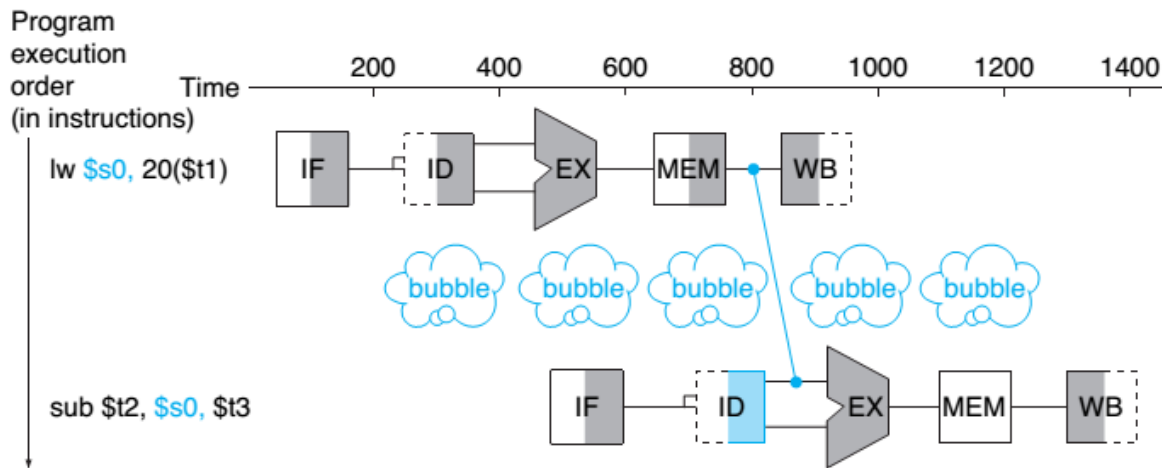 Program
execution
order
(in instructions)
Time
200 400 600 800 1000 1200 1400
lw $s0, 20($t1)
IF ID EX MEM WB
bubble bubble bubble bubble bubble
sub $t2, $s0, $t3
IF ID EX MEM WB